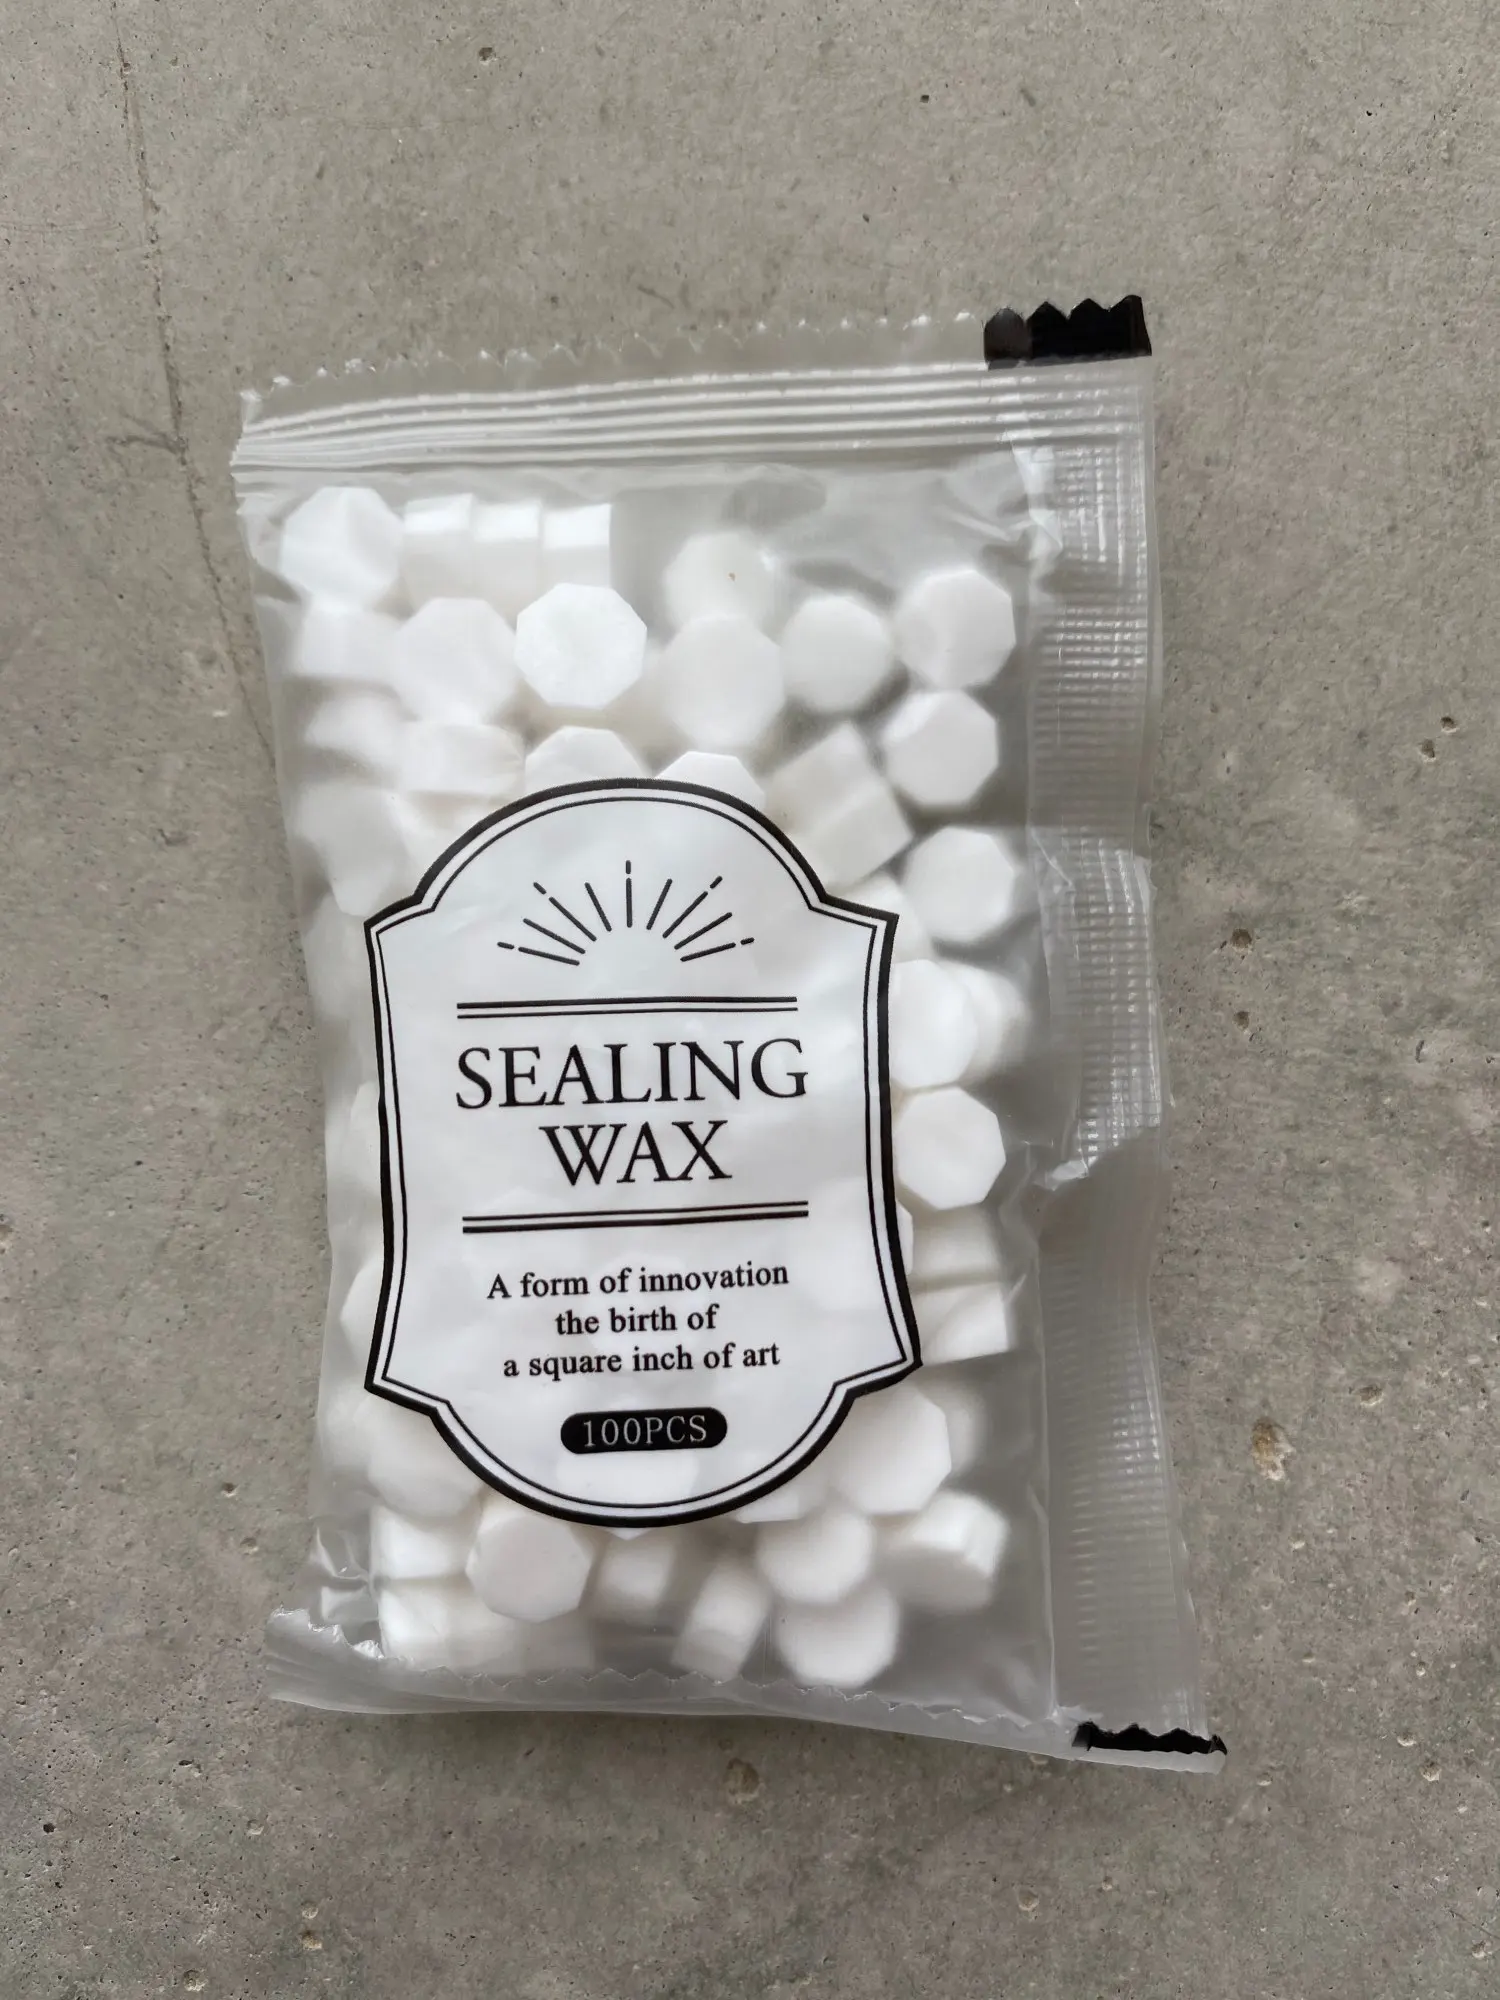 SEALING
WAX
A form of innovation
the birth of
a square inch of art
100PCS